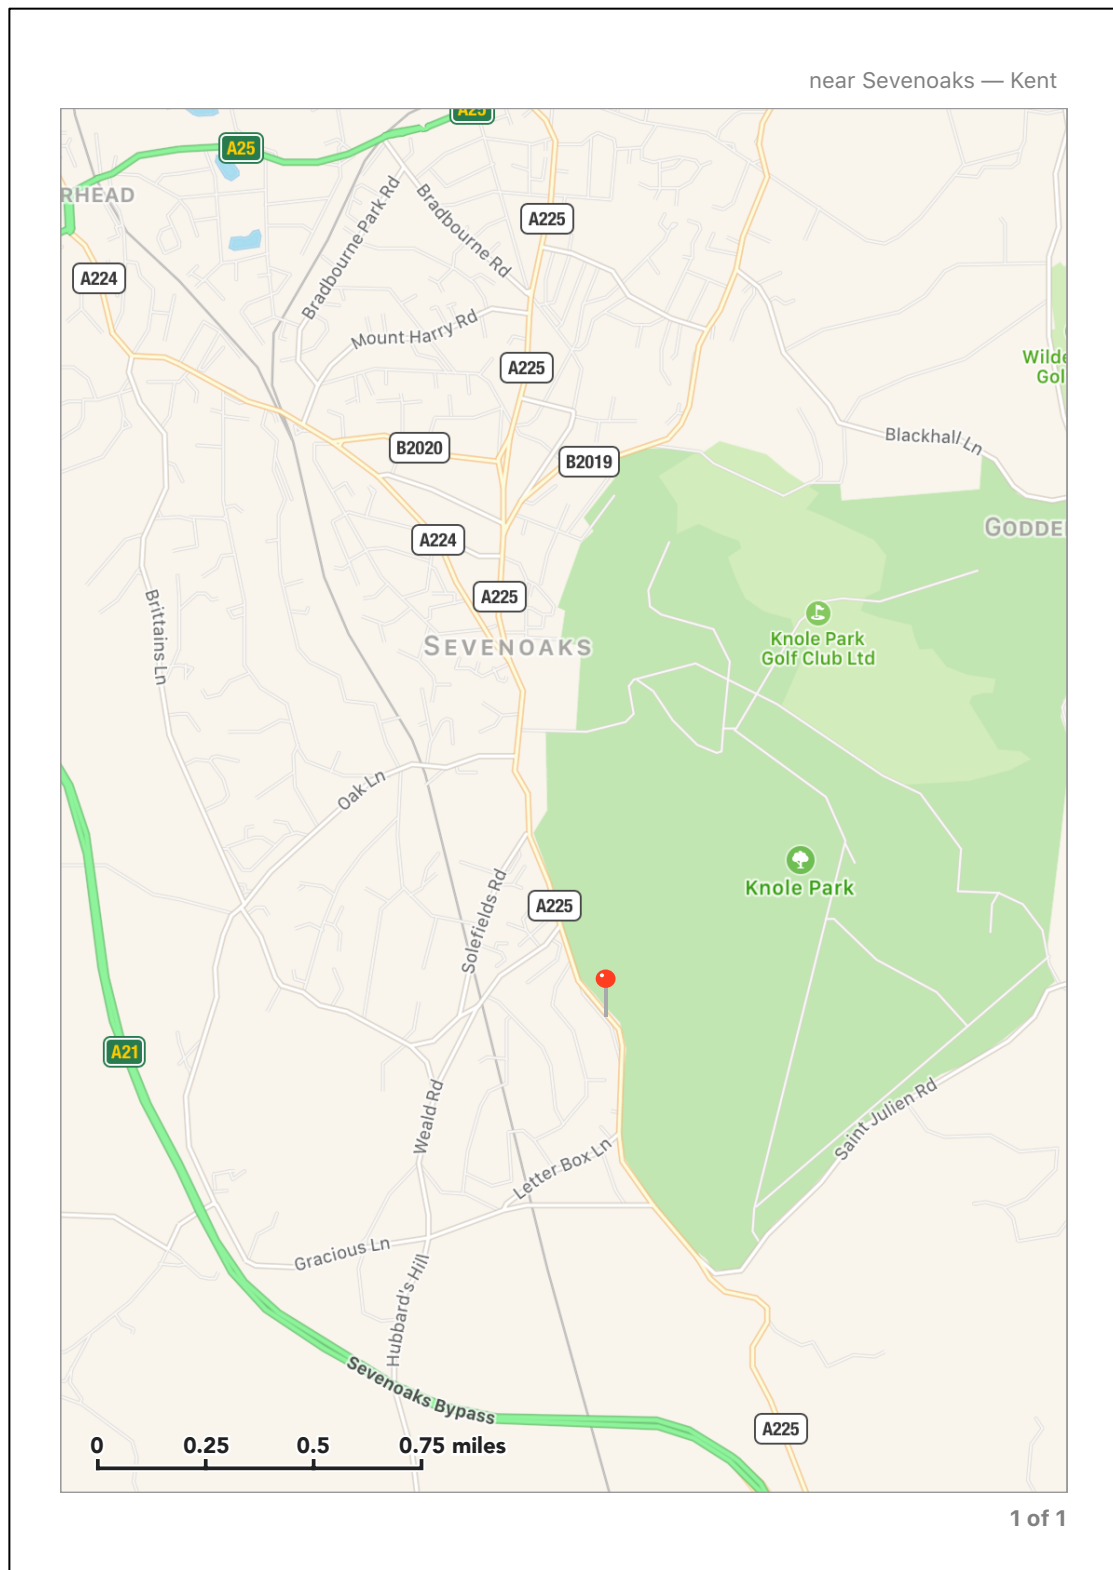 near Sevenoaks — Kent
A25
A25
RHEAD
Bradbourne Park Rd
Bradbourne Rd
A225
A224
Mount Harry Rd
A225
Wilde
Gol
B2020
B2019
Blackhall Ln
A224
GODDE
A225
Brittains Ln
SEVENOAKS
Knole Park
Golf Club Ltd
Oak Ln
Knole Park
Solefields Rd
A225
A21
Weald Rd
Saint Julien Rd
Letter Box Ln
Gracious Ln
Hubbard's Hill
Sevenoaks Bypass
A225
0 0.25 0.5 0.75 miles
1 of 1